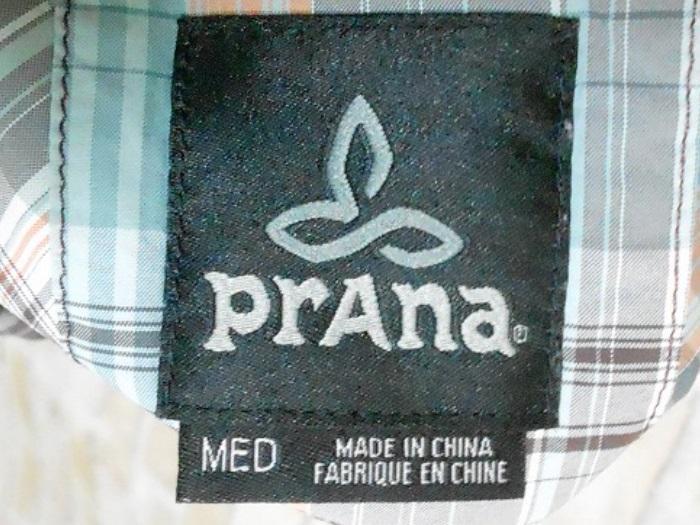 prAna®
MED
MADE IN CHINA
FABRIQUE EN CHINE